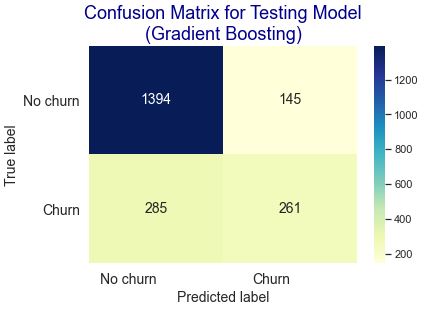 Confusion Matrix for Testing Model
(Gradient Boosting)
No churn
1394
145
Churn
285
261
True label
No churn
Churn
Predicted label
1200
1000
800
600
400
200